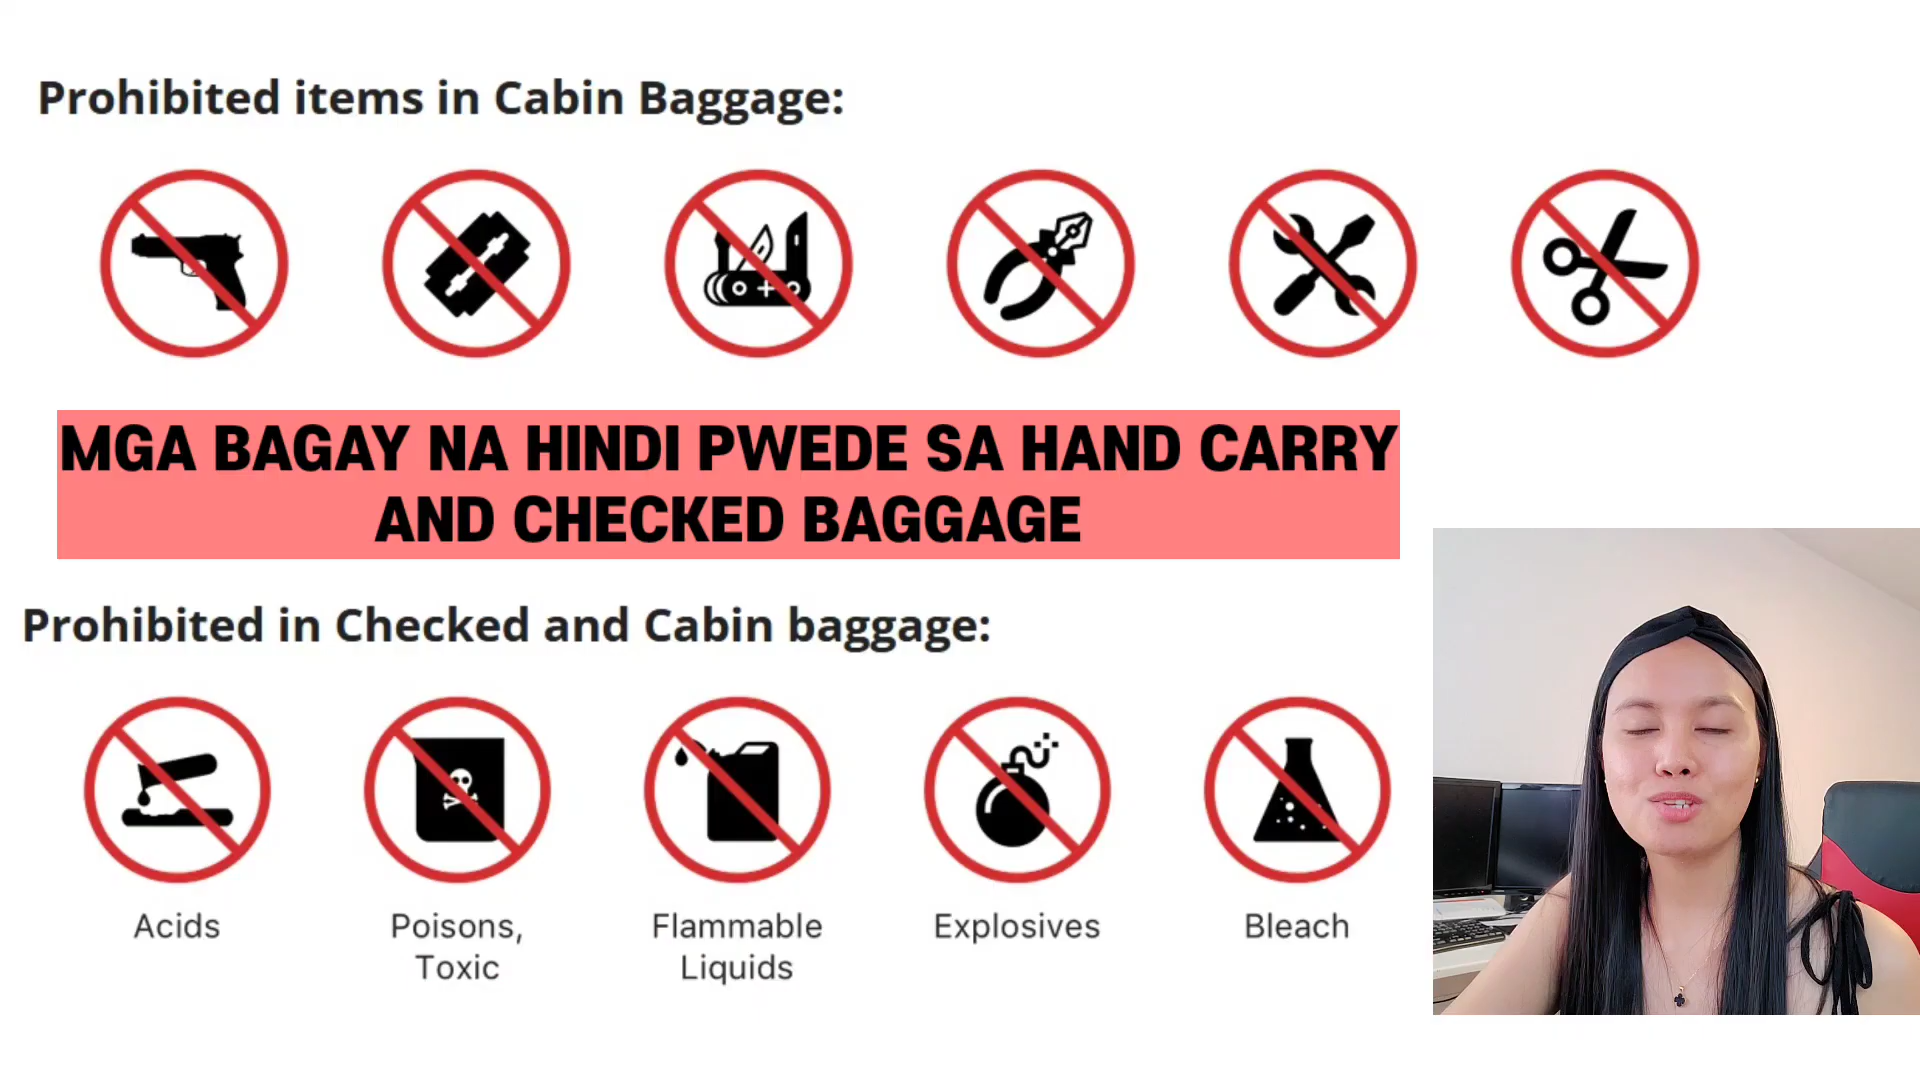 Prohibited items in Cabin Baggage:
MGA BAGAY NA HINDI PWEDE SA HAND CARRY
AND CHECKED BAGGAGE
Prohibited in Checked and Cabin baggage:
Acids
Poisons,
Toxic
Flammable
Liquids
Explosives
Bleach